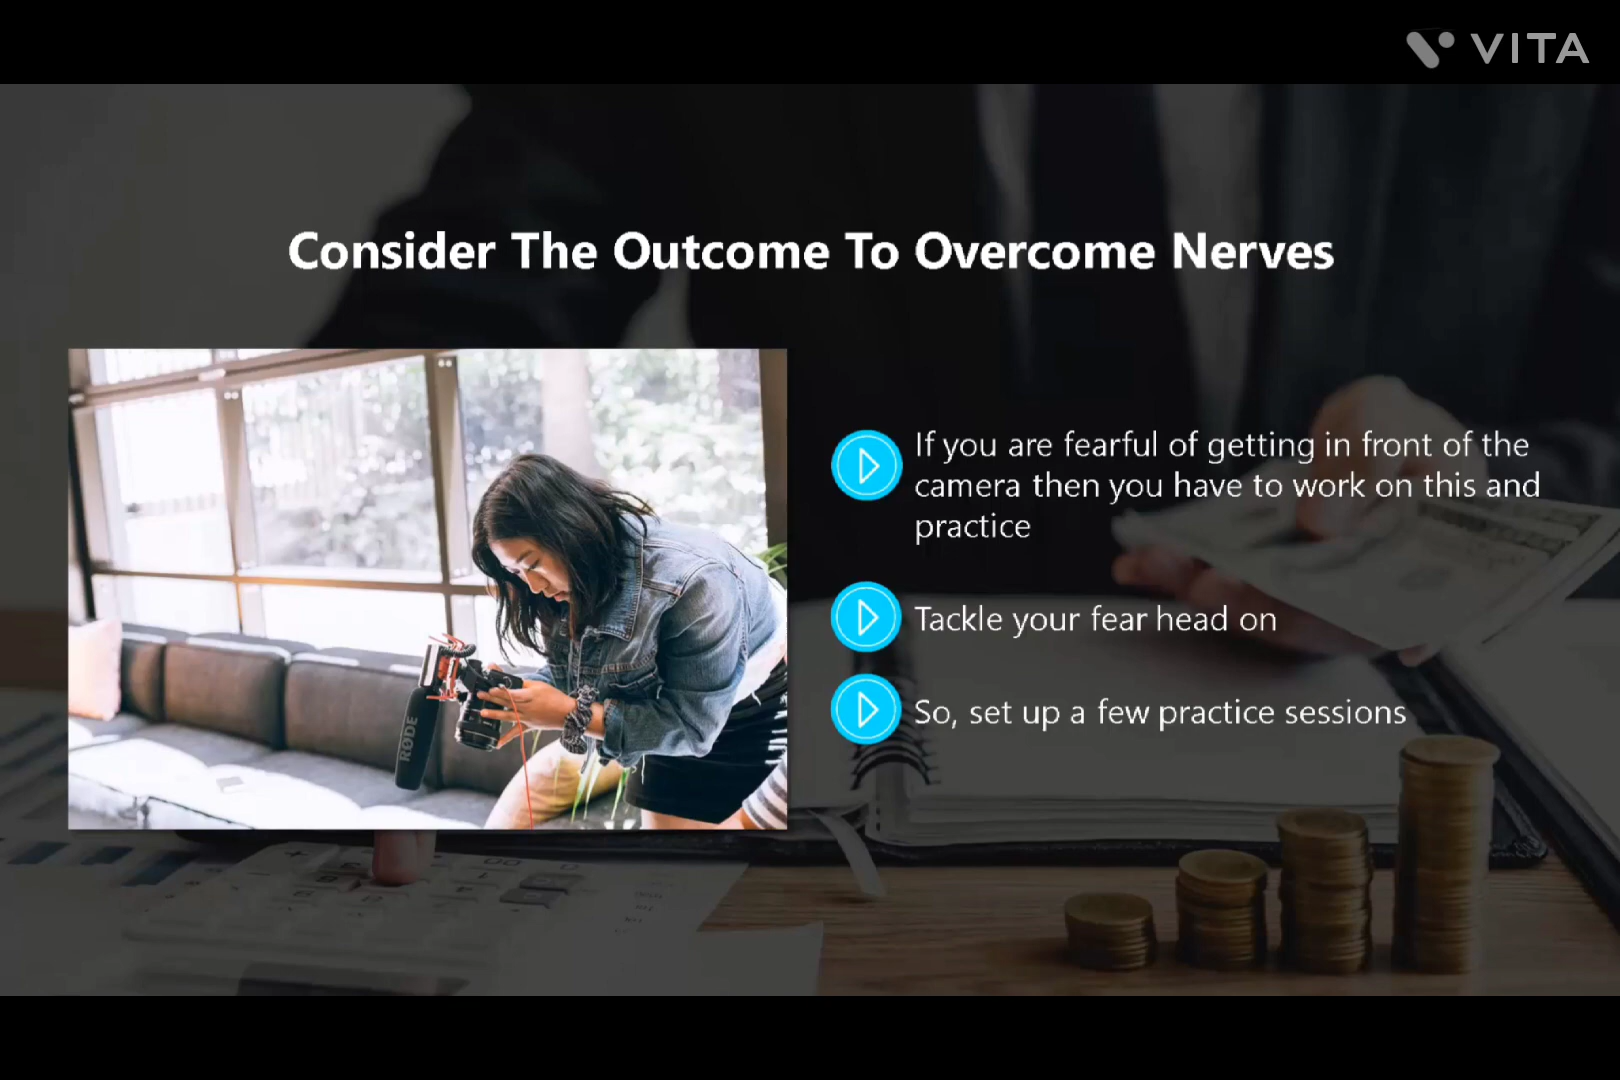 VITA
Consider The Outcome To Overcome Nerves
If you are fearful of getting in front of the
camera then you have to work on this and
practice
Tackle your fear head on
So, set up a few practice sessions
RØDE